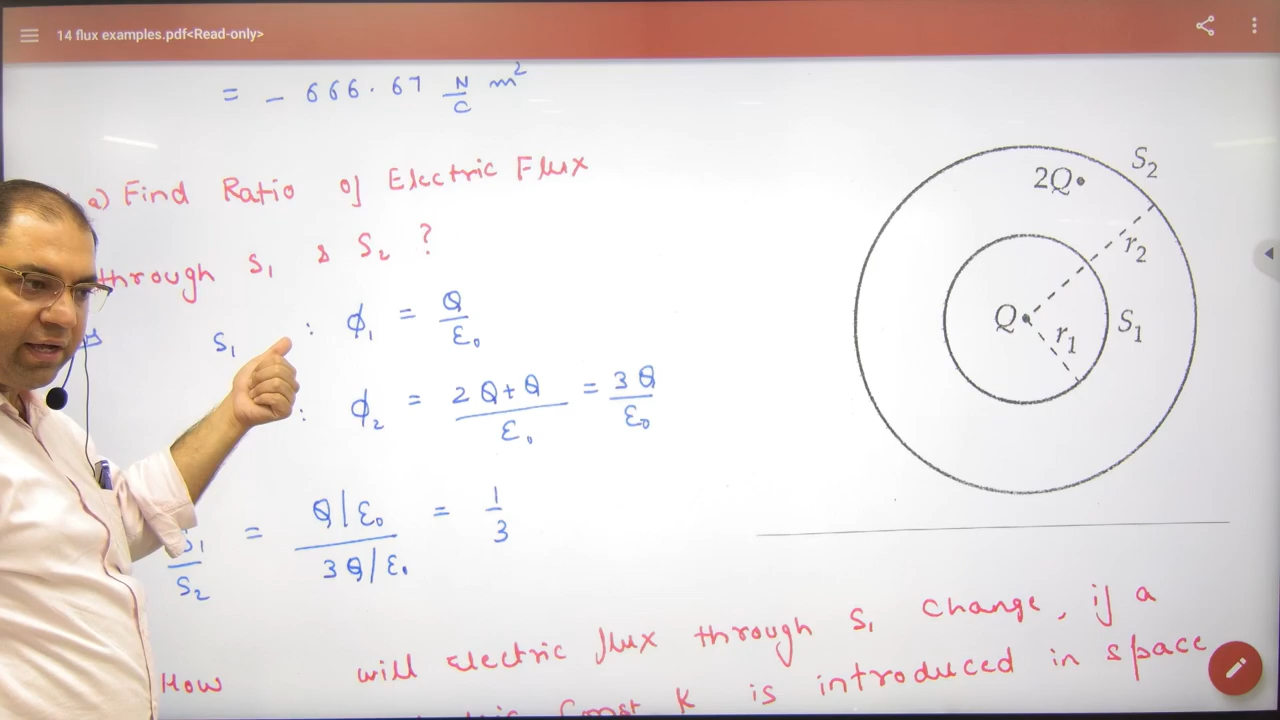 14 flux examples.pdf<Read-only>
= - 666.67 N/C m²
a) Find Ratio of Electric Flux
through S₁ & S₂ ?
S₁ : ϕ₁ = Q/ε₀
: ϕ₂ = 2Q+Q/ε₀ = 3Q/ε₀
S₁/S₂ = Q/ε₀ / 3Q/ε₀ = 1/3
S₂
2Q
r₂
Q
r₁
S₁
How will electric flux through S₁ change, if a
Const K is introduced in space